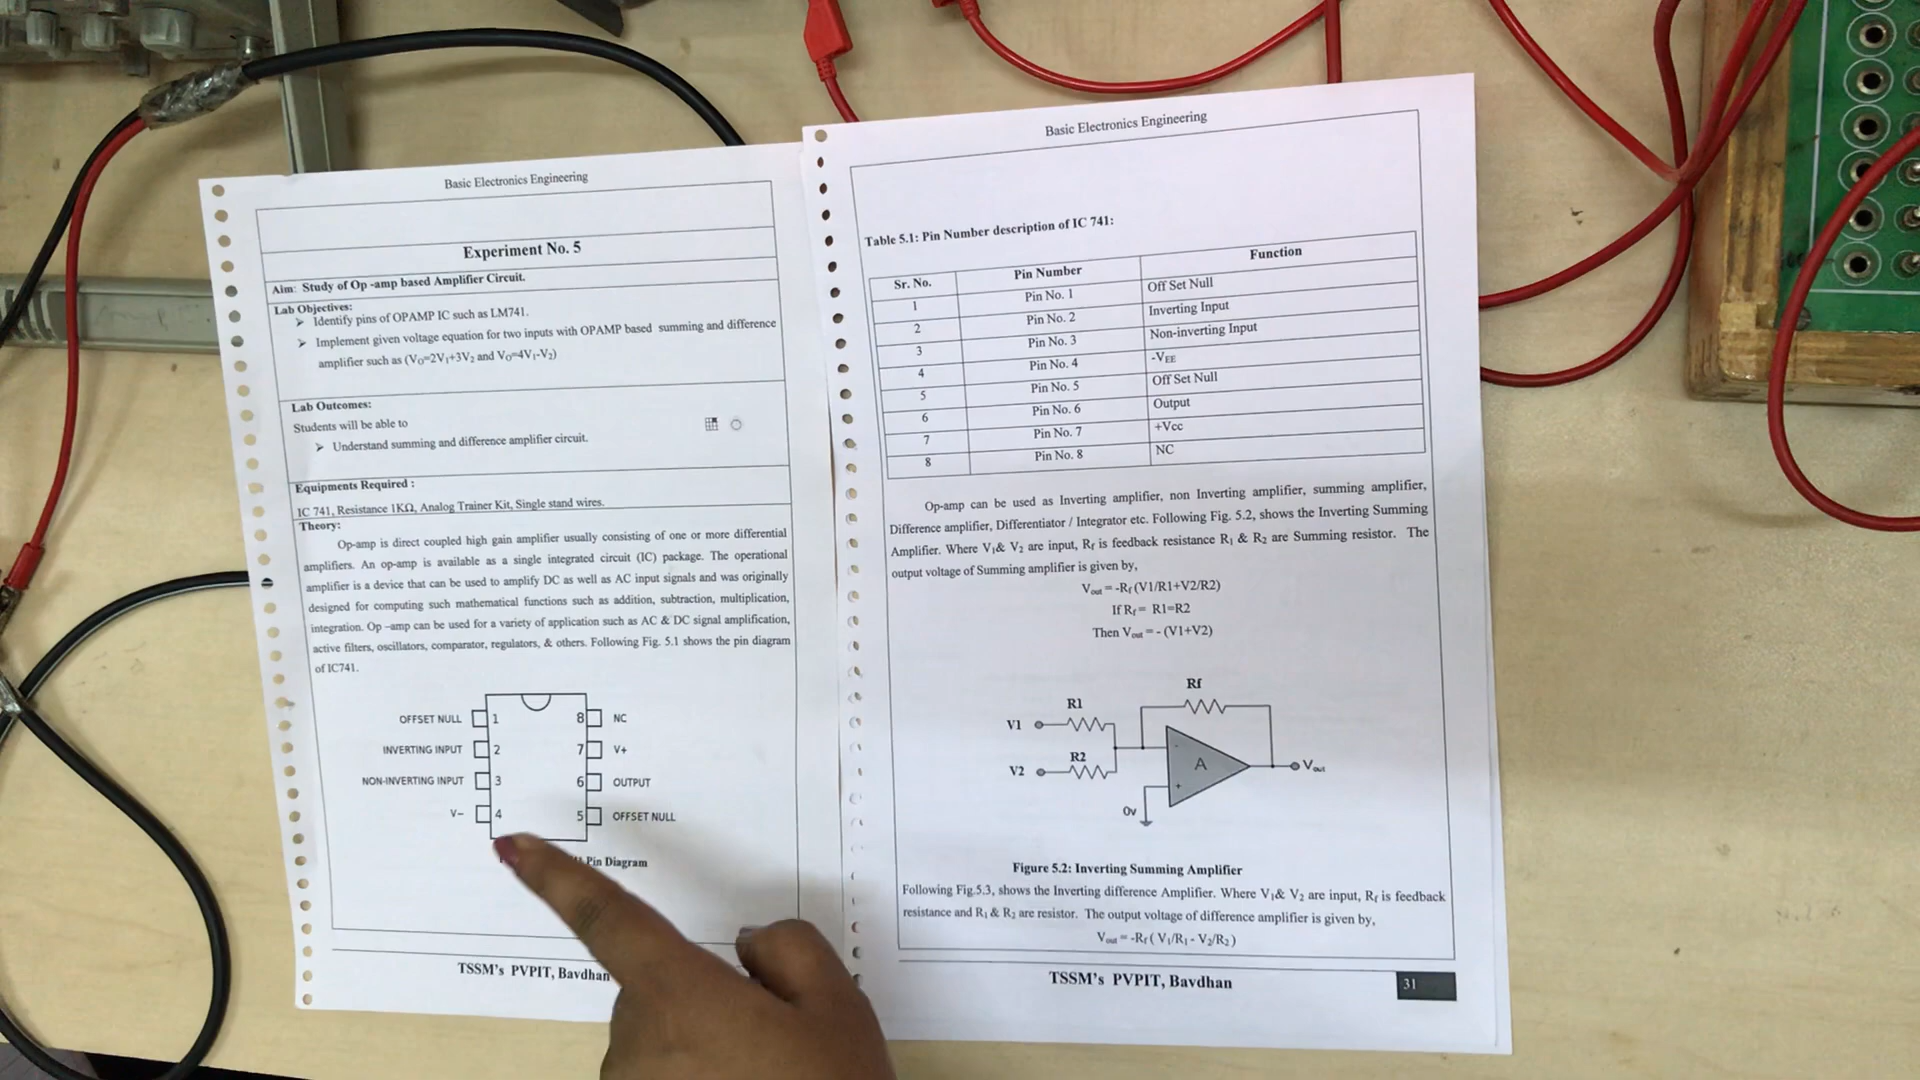 Basic Electronics Engineering
Experiment No. 5
Aim: Study of Op -amp based Amplifier Circuit.
Lab Objectives:
➢ Identify pins of OPAMP IC such as LM741.
➢ Implement given voltage equation for two inputs with OPAMP based summing and difference
amplifier such as (VO=2V1+3V2 and VO=4V1-V2)
Lab Outcomes:
Students will be able to
➢ Understand summing and difference amplifier circuit.
Equipments Required :
IC 741, Resistance 1KΩ, Analog Trainer Kit, Single stand wires.
Theory:
Op-amp is direct coupled high gain amplifier usually consisting of one or more differential
amplifiers. An op-amp is available as a single integrated circuit (IC) package. The operational
amplifier is a device that can be used to amplify DC as well as AC input signals and was originally
designed for computing such mathematical functions such as addition, subtraction, multiplication,
integration. Op –amp can be used for a variety of application such as AC & DC signal amplification,
active filters, oscillators, comparator, regulators, & others. Following Fig. 5.1 shows the pin diagram
of IC741.
OFFSET NULL 1 8 NC
INVERTING INPUT 2 7 V+
NON-INVERTING INPUT 3 6 OUTPUT
V− 4 5 OFFSET NULL
Pin Diagram
TSSM's PVPIT, Bavdhan
Basic Electronics Engineering
Table 5.1: Pin Number description of IC 741:
Sr. No. Pin Number Function
1 Pin No. 1 Off Set Null
2 Pin No. 2 Inverting Input
3 Pin No. 3 Non-inverting Input
4 Pin No. 4 -VEE
5 Pin No. 5 Off Set Null
6 Pin No. 6 Output
7 Pin No. 7 +Vcc
8 Pin No. 8 NC
Op-amp can be used as Inverting amplifier, non Inverting amplifier, summing amplifier,
Difference amplifier, Differentiator / Integrator etc. Following Fig. 5.2, shows the Inverting Summing
Amplifier. Where V1& V2 are input, Rf is feedback resistance R1 & R2 are Summing resistor. The
output voltage of Summing amplifier is given by,
Vout = -Rf (V1/R1+V2/R2)
If Rf = R1=R2
Then Vout = - (V1+V2)
Rf
R1
V1
R2
V2
-
A
+
Vout
0v
Figure 5.2: Inverting Summing Amplifier
Following Fig.5.3, shows the Inverting difference Amplifier. Where V1& V2 are input, Rf is feedback
resistance and R1 & R2 are resistor. The output voltage of difference amplifier is given by,
Vout = -Rf ( V1/R1 - V2/R2 )
TSSM's PVPIT, Bavdhan
31